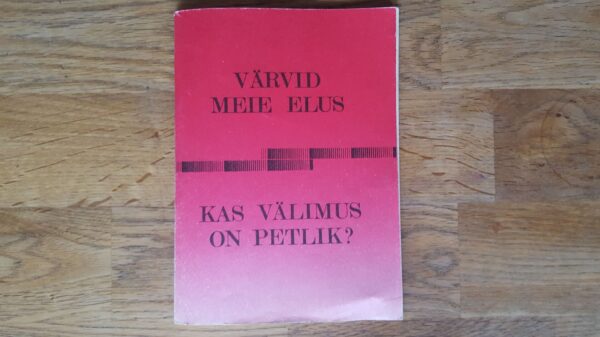 VÄRVID
MEIE ELUS
KAS VÄLIMUS
ON PETLIK?